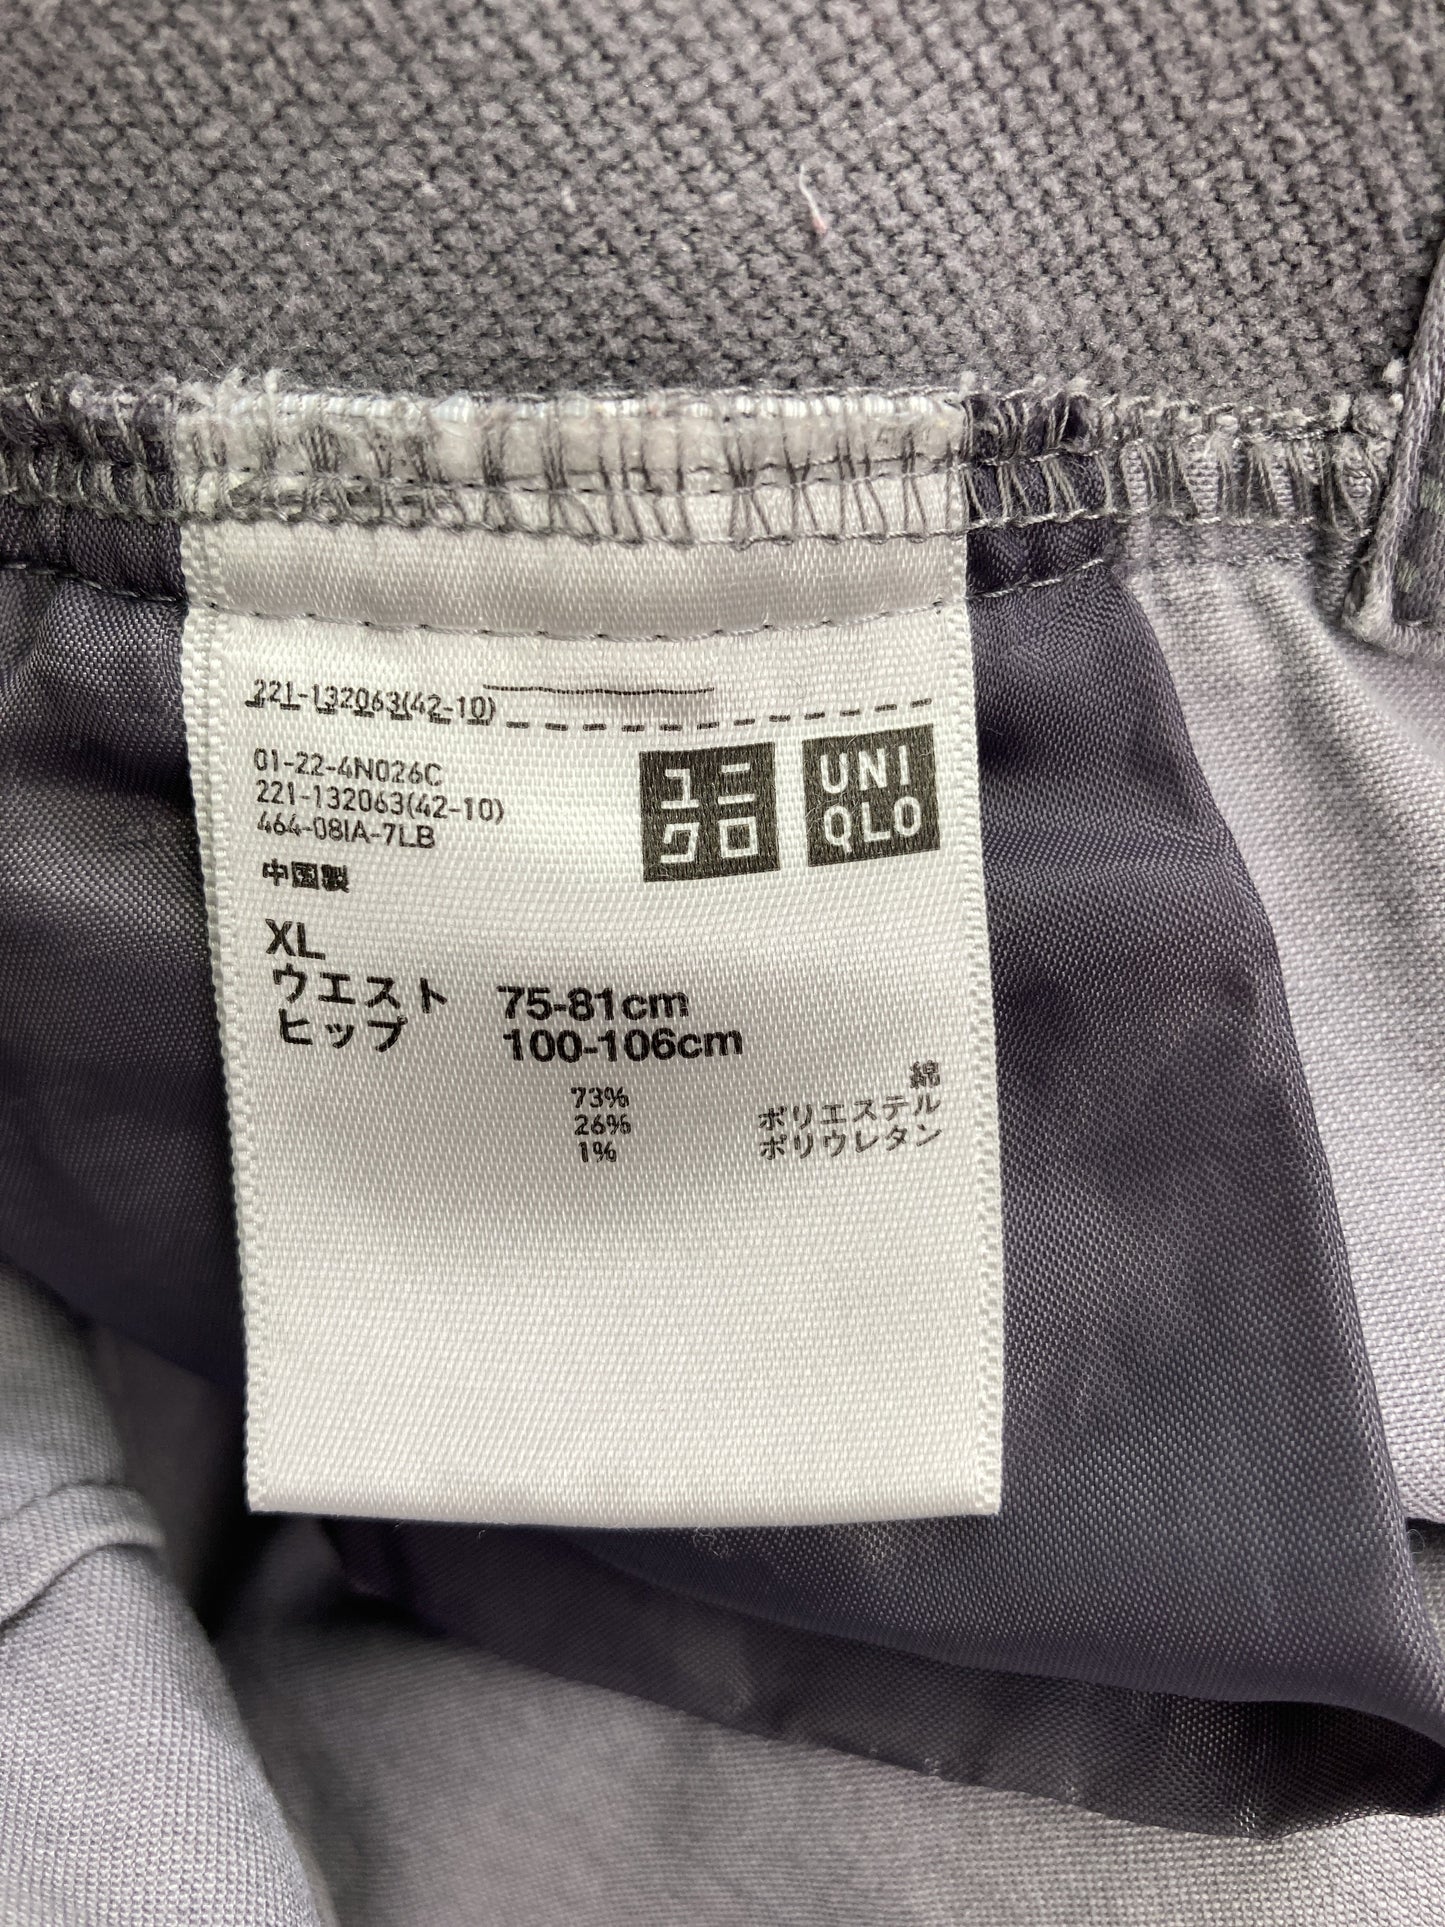 221-132063(42-10)
01-22-4N026C
221-132063(42-10)
464-08IA-7LB
中国製
ユニ
クロ
UNI
QLO
XL
ウエスト 75-81cm
ヒップ 100-106cm
73% 綿
26% ポリエステル
1% ポリウレタン